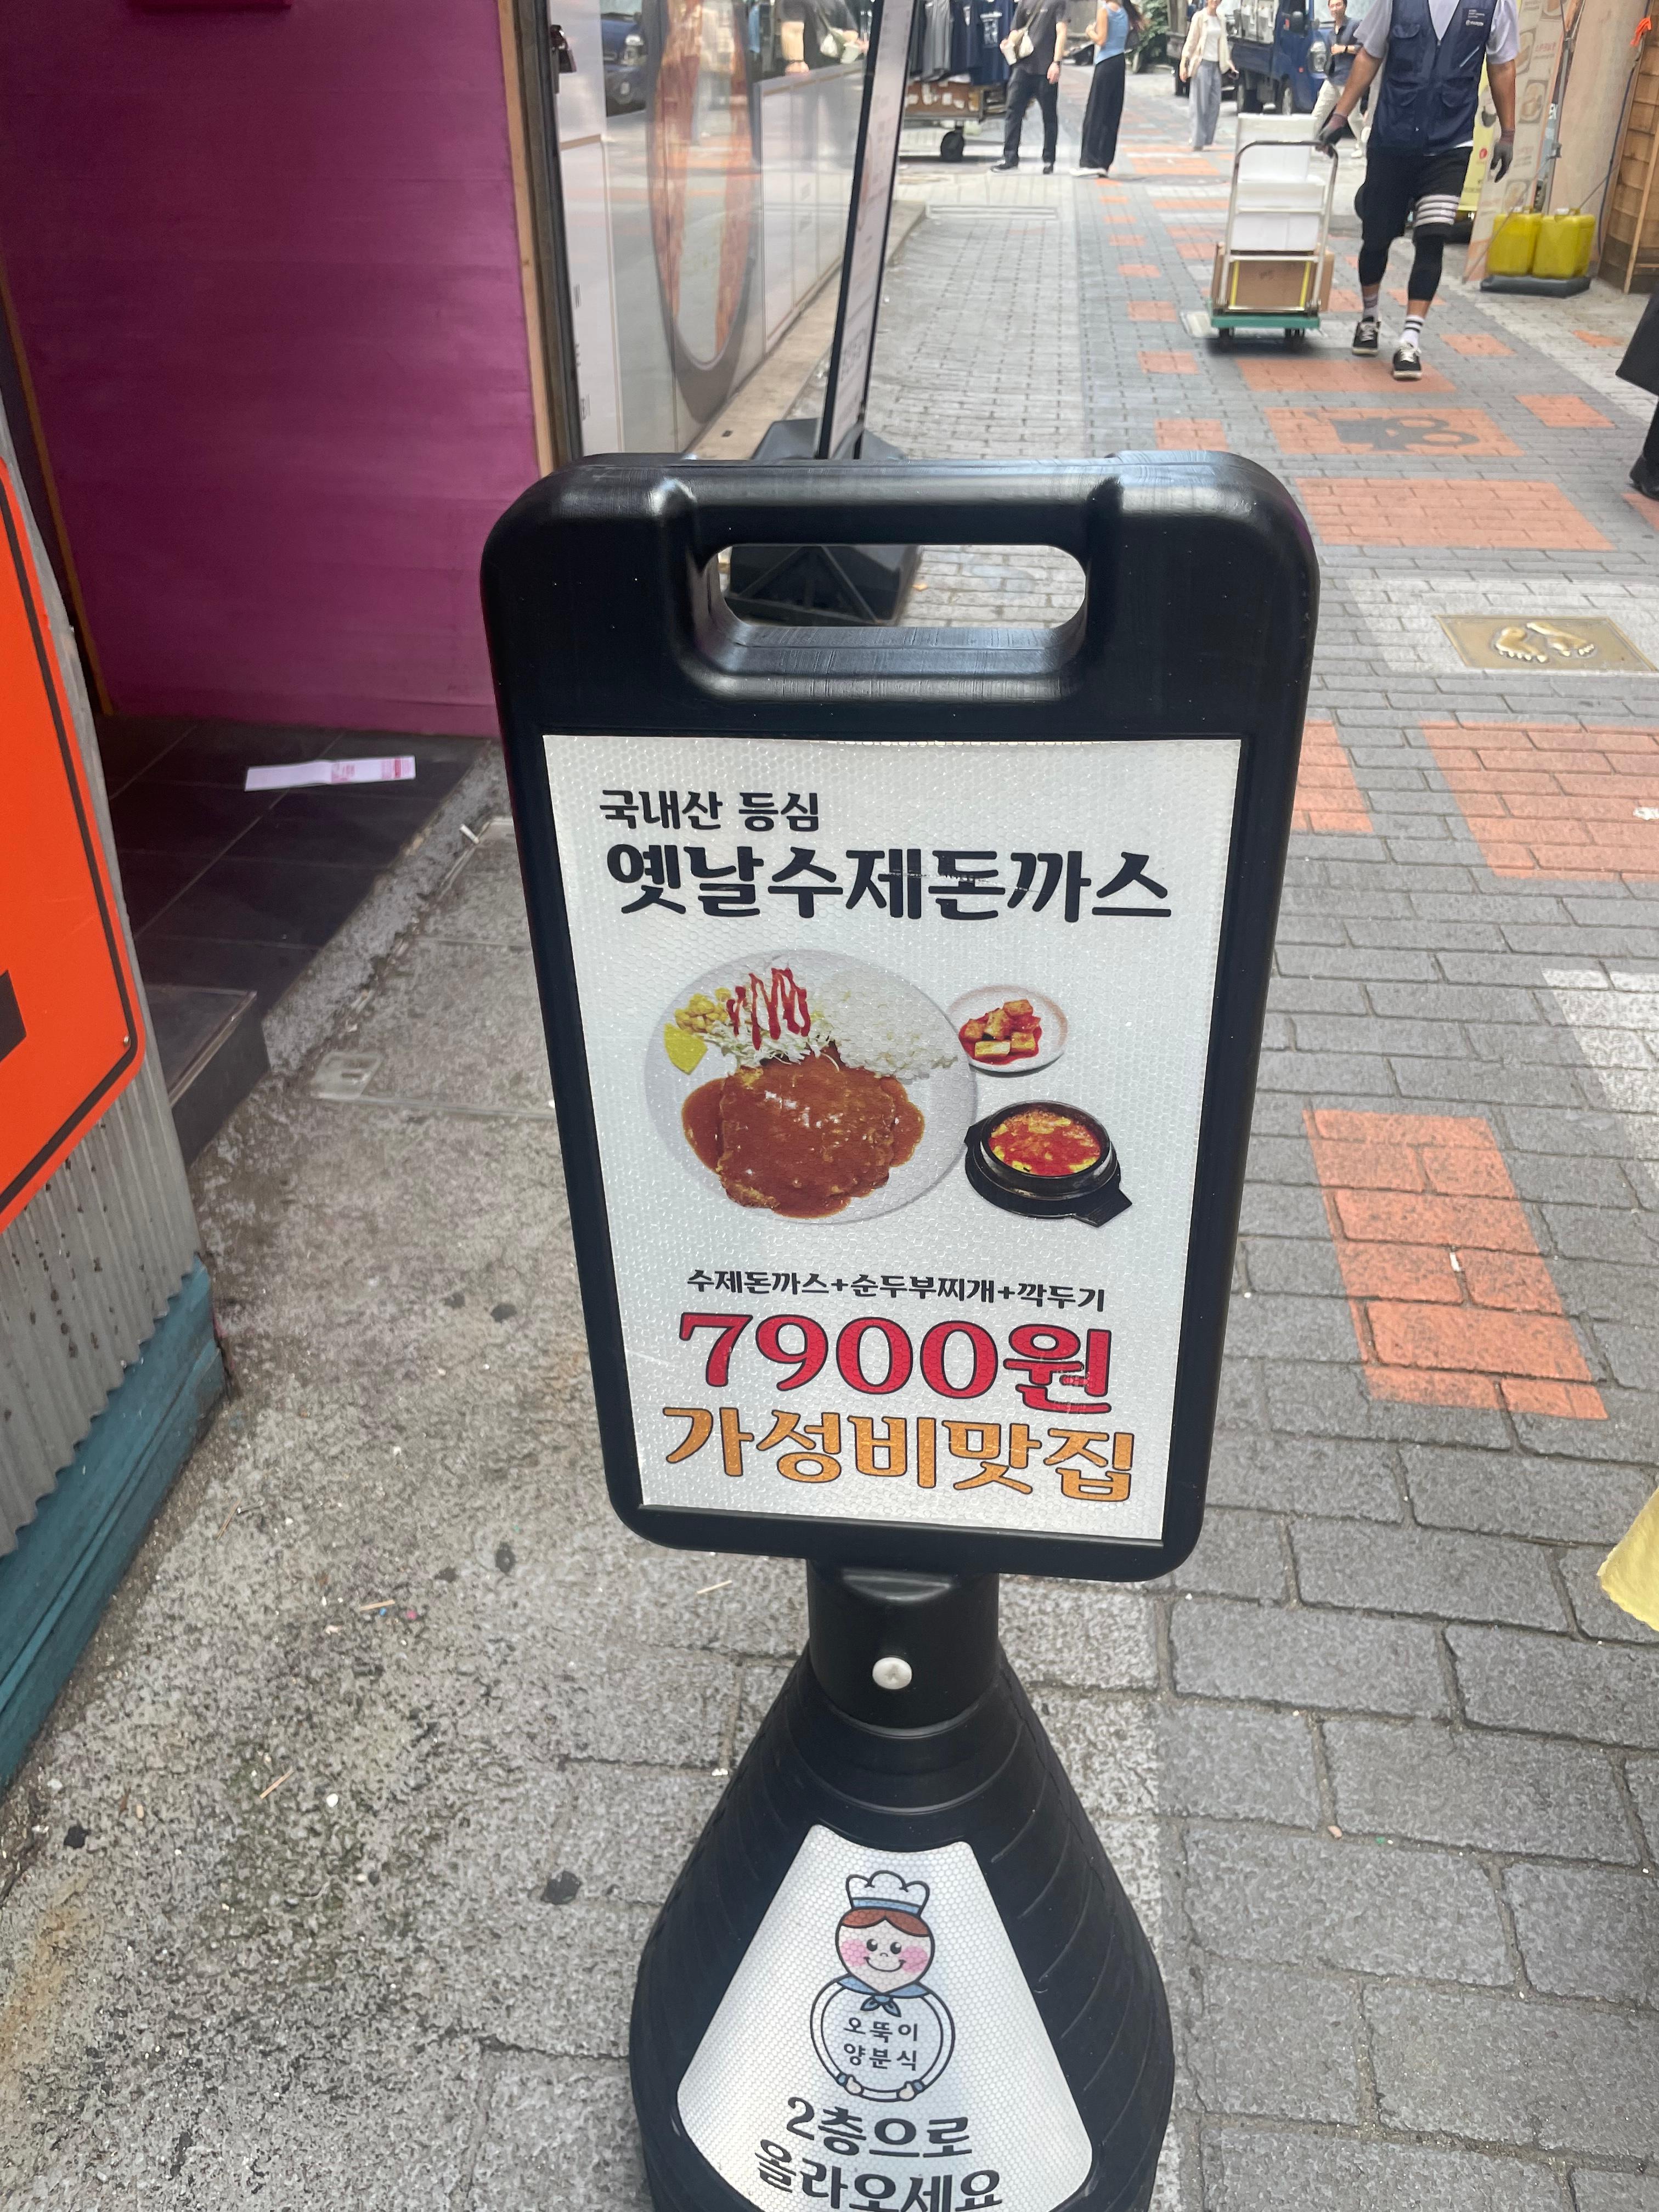 국내산 등심
옛날수제돈까스
수제돈까스+순두부찌개+깍두기
7900원
가성비맛집
오뚝이
양분식
2층으로
올라오세요